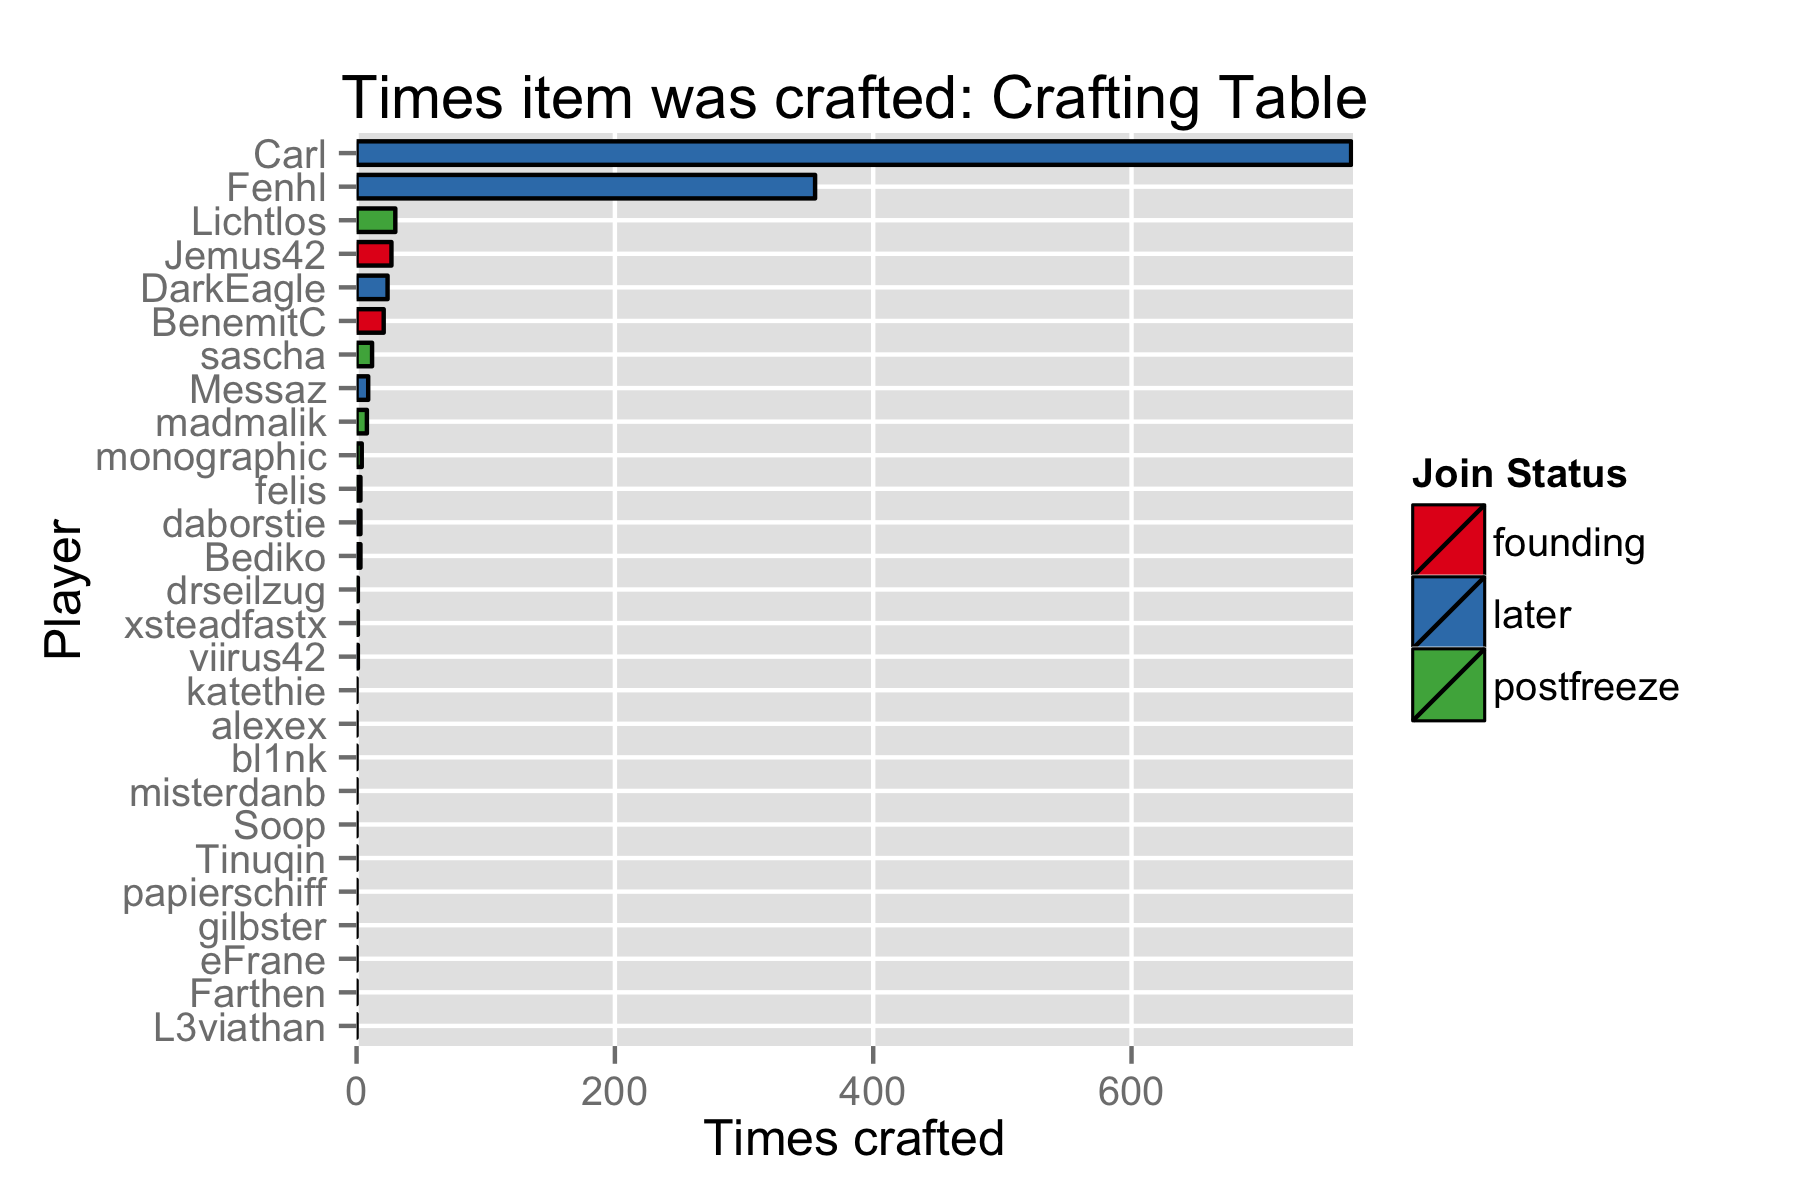 Times item was crafted: Crafting Table
Carl
Fenhl
Lichtlos
Jemus42
DarkEagle
BenemitC
sascha
Messaz
madmalik
monographic
felis
daborstie
Bediko
drseilzug
xsteadfastx
viirus42
katethie
alexex
bl1nk
misterdanb
Soop
Tinuqin
papierschiff
gilbster
eFrane
Farthen
L3viathan
Player
0 200 400 600
Times crafted
Join Status
founding
later
postfreeze